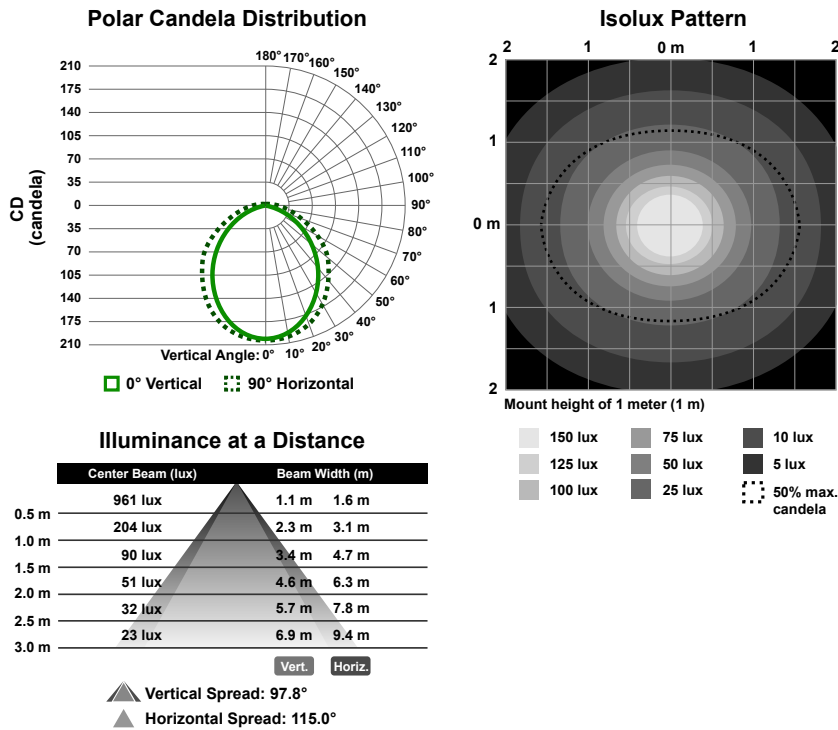 Polar Candela Distribution
180° 170° 160° 150° 140° 130° 120° 110° 100° 90° 80° 70° 60° 50° 40° 30° 20° 10°
Vertical Angle: 0°
210
175
140
105
70
35
0
35
70
105
140
175
210
CD
(candela)
0° Vertical 90° Horizontal
Isolux Pattern
2 1 0 m 1 2
2
1
0 m
1
2
Mount height of 1 meter (1 m)
150 lux 75 lux 10 lux
125 lux 50 lux 5 lux
100 lux 25 lux 50% max.
candela
Illuminance at a Distance
Center Beam (lux) Beam Width (m)
961 lux 1.1 m 1.6 m
0.5 m
204 lux 2.3 m 3.1 m
1.0 m
90 lux 3.4 m 4.7 m
1.5 m
51 lux 4.6 m 6.3 m
2.0 m
32 lux 5.7 m 7.8 m
2.5 m
23 lux 6.9 m 9.4 m
3.0 m
Vert. Horiz.
Vertical Spread: 97.8°
Horizontal Spread: 115.0°